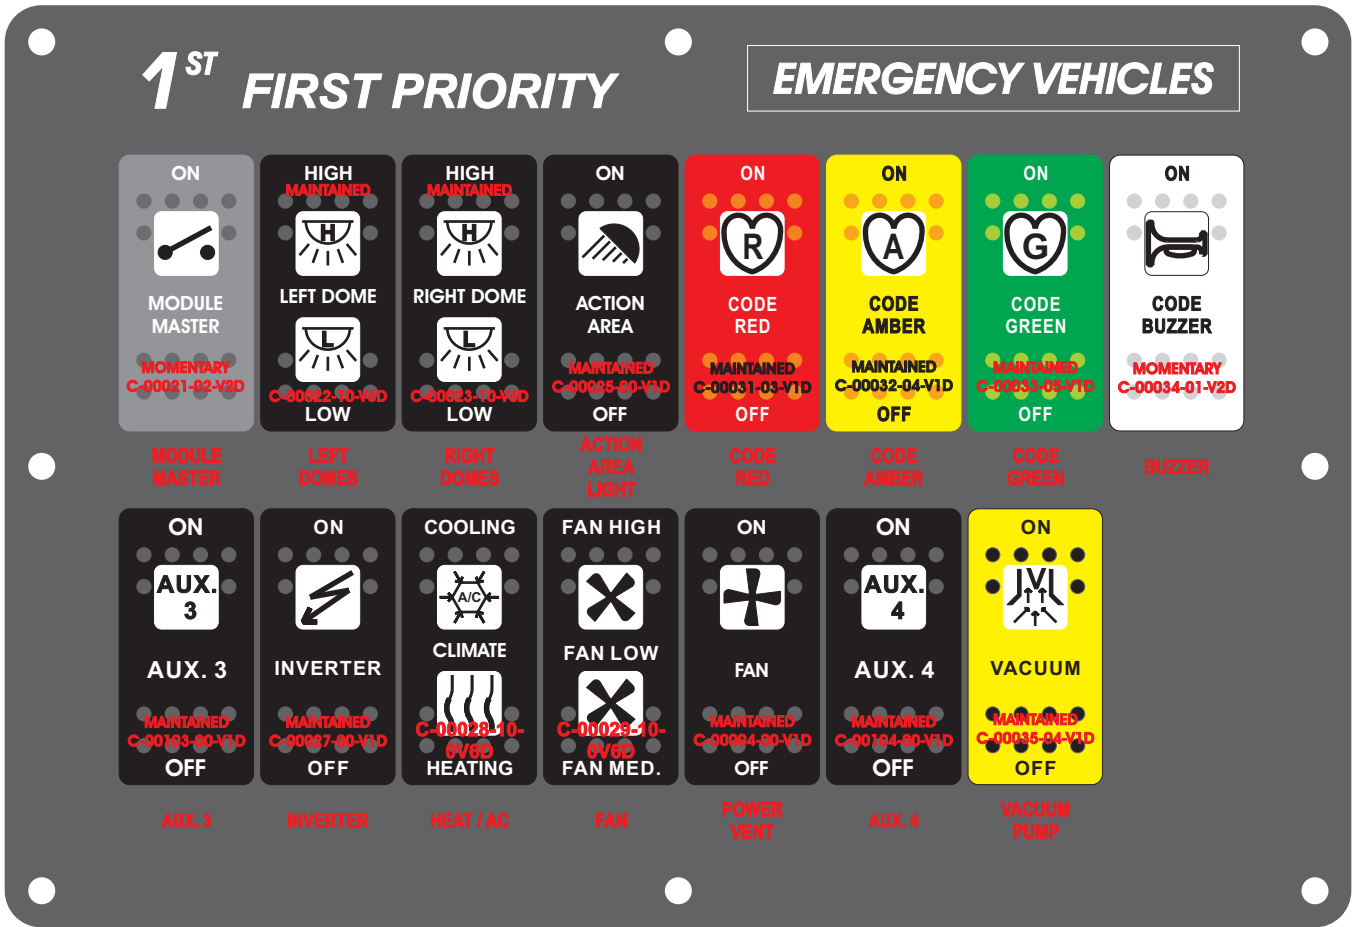 1ST FIRST PRIORITY
EMERGENCY VEHICLES
ON
MODULE
MASTER
MOMENTARY
C-00021-02-V2D
MODULE
MASTER
HIGH
MAINTAINED
H
LEFT DOME
L
C-00022-10-V6D
LOW
LEFT
DOMES
HIGH
MAINTAINED
H
RIGHT DOME
L
C-00023-10-V6D
LOW
RIGHT
DOMES
ON
ACTION
AREA
MAINTAINED
C-00025-00-V1D
OFF
ACTION
AREA
LIGHT
ON
R
CODE
RED
MAINTAINED
C-00031-03-V1D
OFF
CODE
RED
ON
A
CODE
AMBER
MAINTAINED
C-00032-04-V1D
OFF
CODE
AMBER
ON
G
CODE
GREEN
MAINTAINED
C-00033-05-V1D
OFF
CODE
GREEN
ON
CODE
BUZZER
MOMENTARY
C-00034-01-V2D
BUZZER
ON
AUX.
3
AUX. 3
MAINTAINED
C-00103-00-V1D
OFF
AUX. 3
ON
INVERTER
MAINTAINED
C-00027-00-V1D
OFF
INVERTER
COOLING
A/C
CLIMATE
C-00028-10-
0V6D
HEATING
HEAT / AC
FAN HIGH
FAN LOW
C-00029-10-
0V6D
FAN MED.
FAN
ON
FAN
MAINTAINED
C-00094-00-V1D
OFF
POWER
VENT
ON
AUX.
4
AUX. 4
MAINTAINED
C-00104-00-V1D
OFF
AUX. 4
ON
VACUUM
MAINTAINED
C-00035-04-V1D
OFF
VACUUM
PUMP